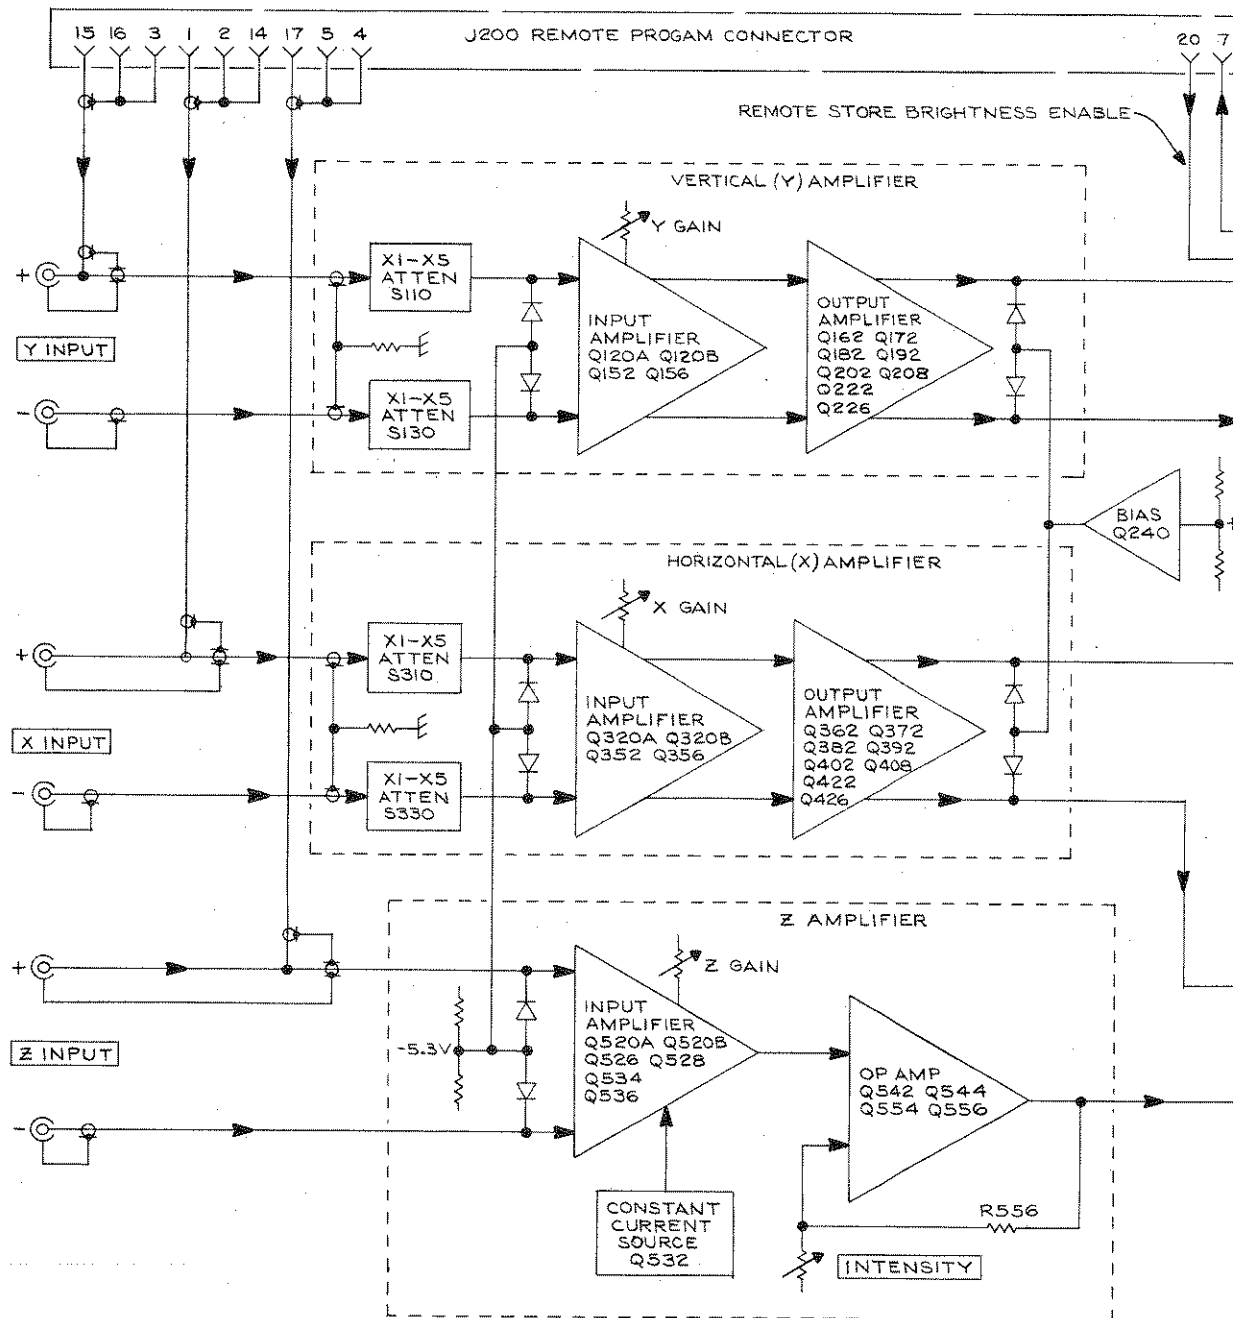 15 16 3 1 2 14 17 5 4 J200 REMOTE PROGAM CONNECTOR 20 7
REMOTE STORE BRIGHTNESS ENABLE
VERTICAL (Y) AMPLIFIER
Y GAIN
+
X1-X5
ATTEN
S110
INPUT
AMPLIFIER
Q120A Q120B
Q152 Q156
OUTPUT
AMPLIFIER
Q162 Q172
Q182 Q192
Q202 Q208
Q222
Q226
Y INPUT
-
X1-X5
ATTEN
S130
BIAS
Q240
+
HORIZONTAL (X) AMPLIFIER
X GAIN
+
X1-X5
ATTEN
S310
INPUT
AMPLIFIER
Q320A Q320B
Q352 Q356
OUTPUT
AMPLIFIER
Q362 Q372
Q382 Q392
Q402 Q408
Q422
Q426
X INPUT
-
X1-X5
ATTEN
S330
Z AMPLIFIER
+
Z GAIN
INPUT
AMPLIFIER
Q520A Q520B
Q526 Q528
Q534
Q536
-5.3V
Z INPUT
OP AMP
Q542 Q544
Q554 Q556
-
CONSTANT
CURRENT
SOURCE
Q532
R556
INTENSITY